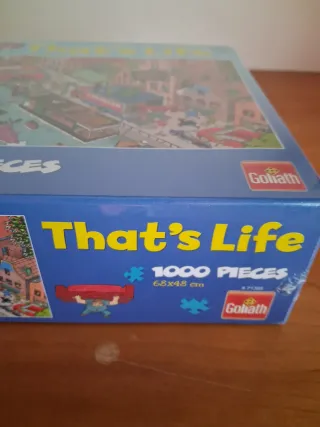 That's Life
PIECES
Goliath
That's Life
1000 PIECES
68x48 cm
Goliath